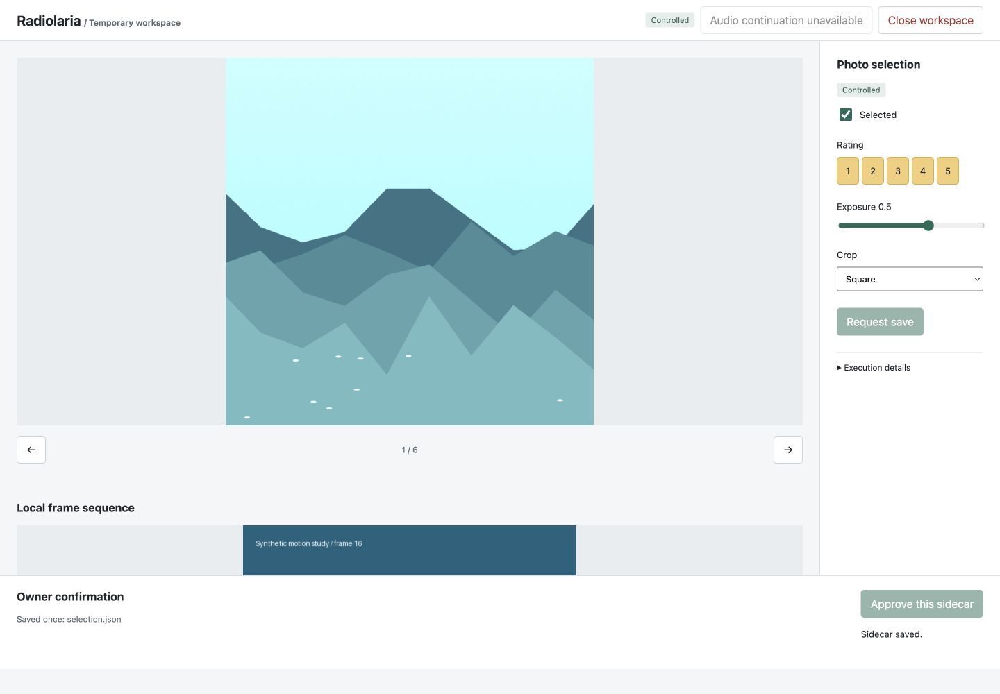 Radiolaria / Temporary workspace
Controlled
Audio continuation unavailable
Close workspace
Photo selection
Controlled
Selected
Rating
1 2 3 4 5
Exposure 0.5
Crop
Square
Request save
Execution details
1 / 6
Local frame sequence
Synthetic motion study / frame 16
Owner confirmation
Saved once: selection.json
Approve this sidecar
Sidecar saved.